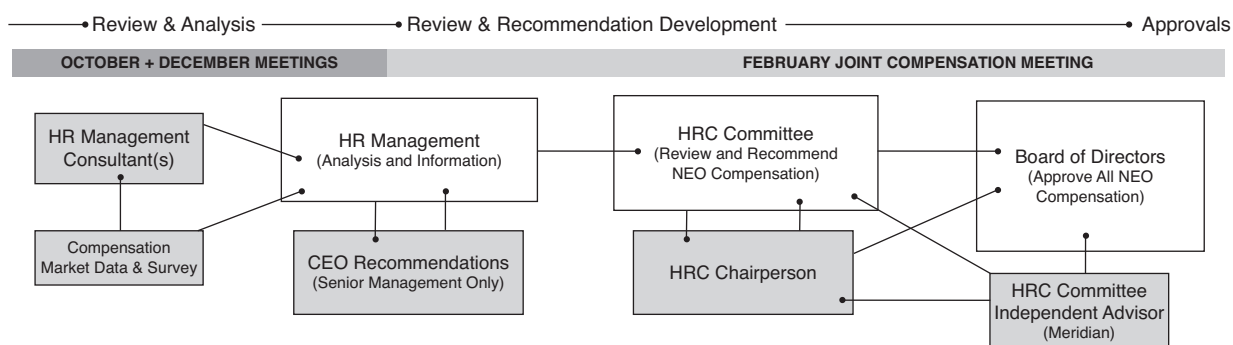 Review & Analysis
Review & Recommendation Development
Approvals
OCTOBER + DECEMBER MEETINGS
FEBRUARY JOINT COMPENSATION MEETING
HR Management
Consultant(s)
Compensation
Market Data & Survey
HR Management
(Analysis and Information)
CEO Recommendations
(Senior Management Only)
HRC Committee
(Review and Recommend
NEO Compensation)
HRC Chairperson
Board of Directors
(Approve All NEO
Compensation)
HRC Committee
Independent Advisor
(Meridian)